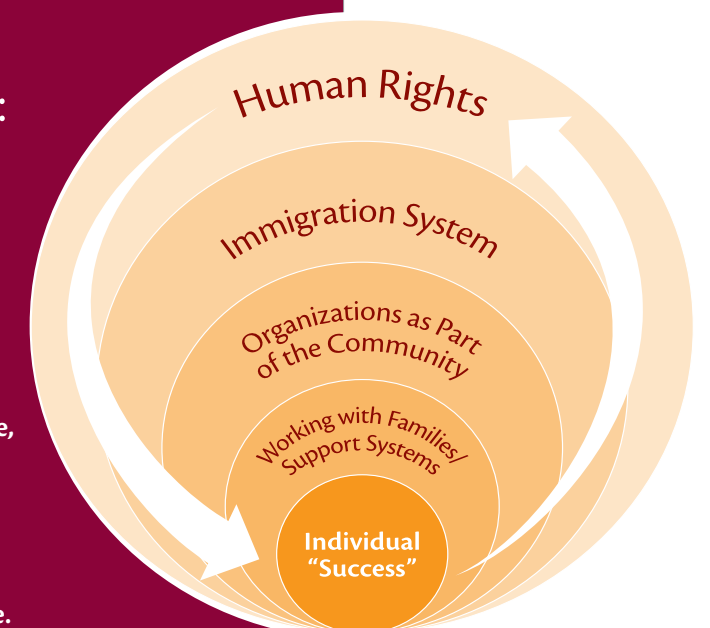 :
Human Rights
Immigration System
Organizations as Part
of the Community
e,
Working with Families/
Support Systems
Individual
“Success”
e.